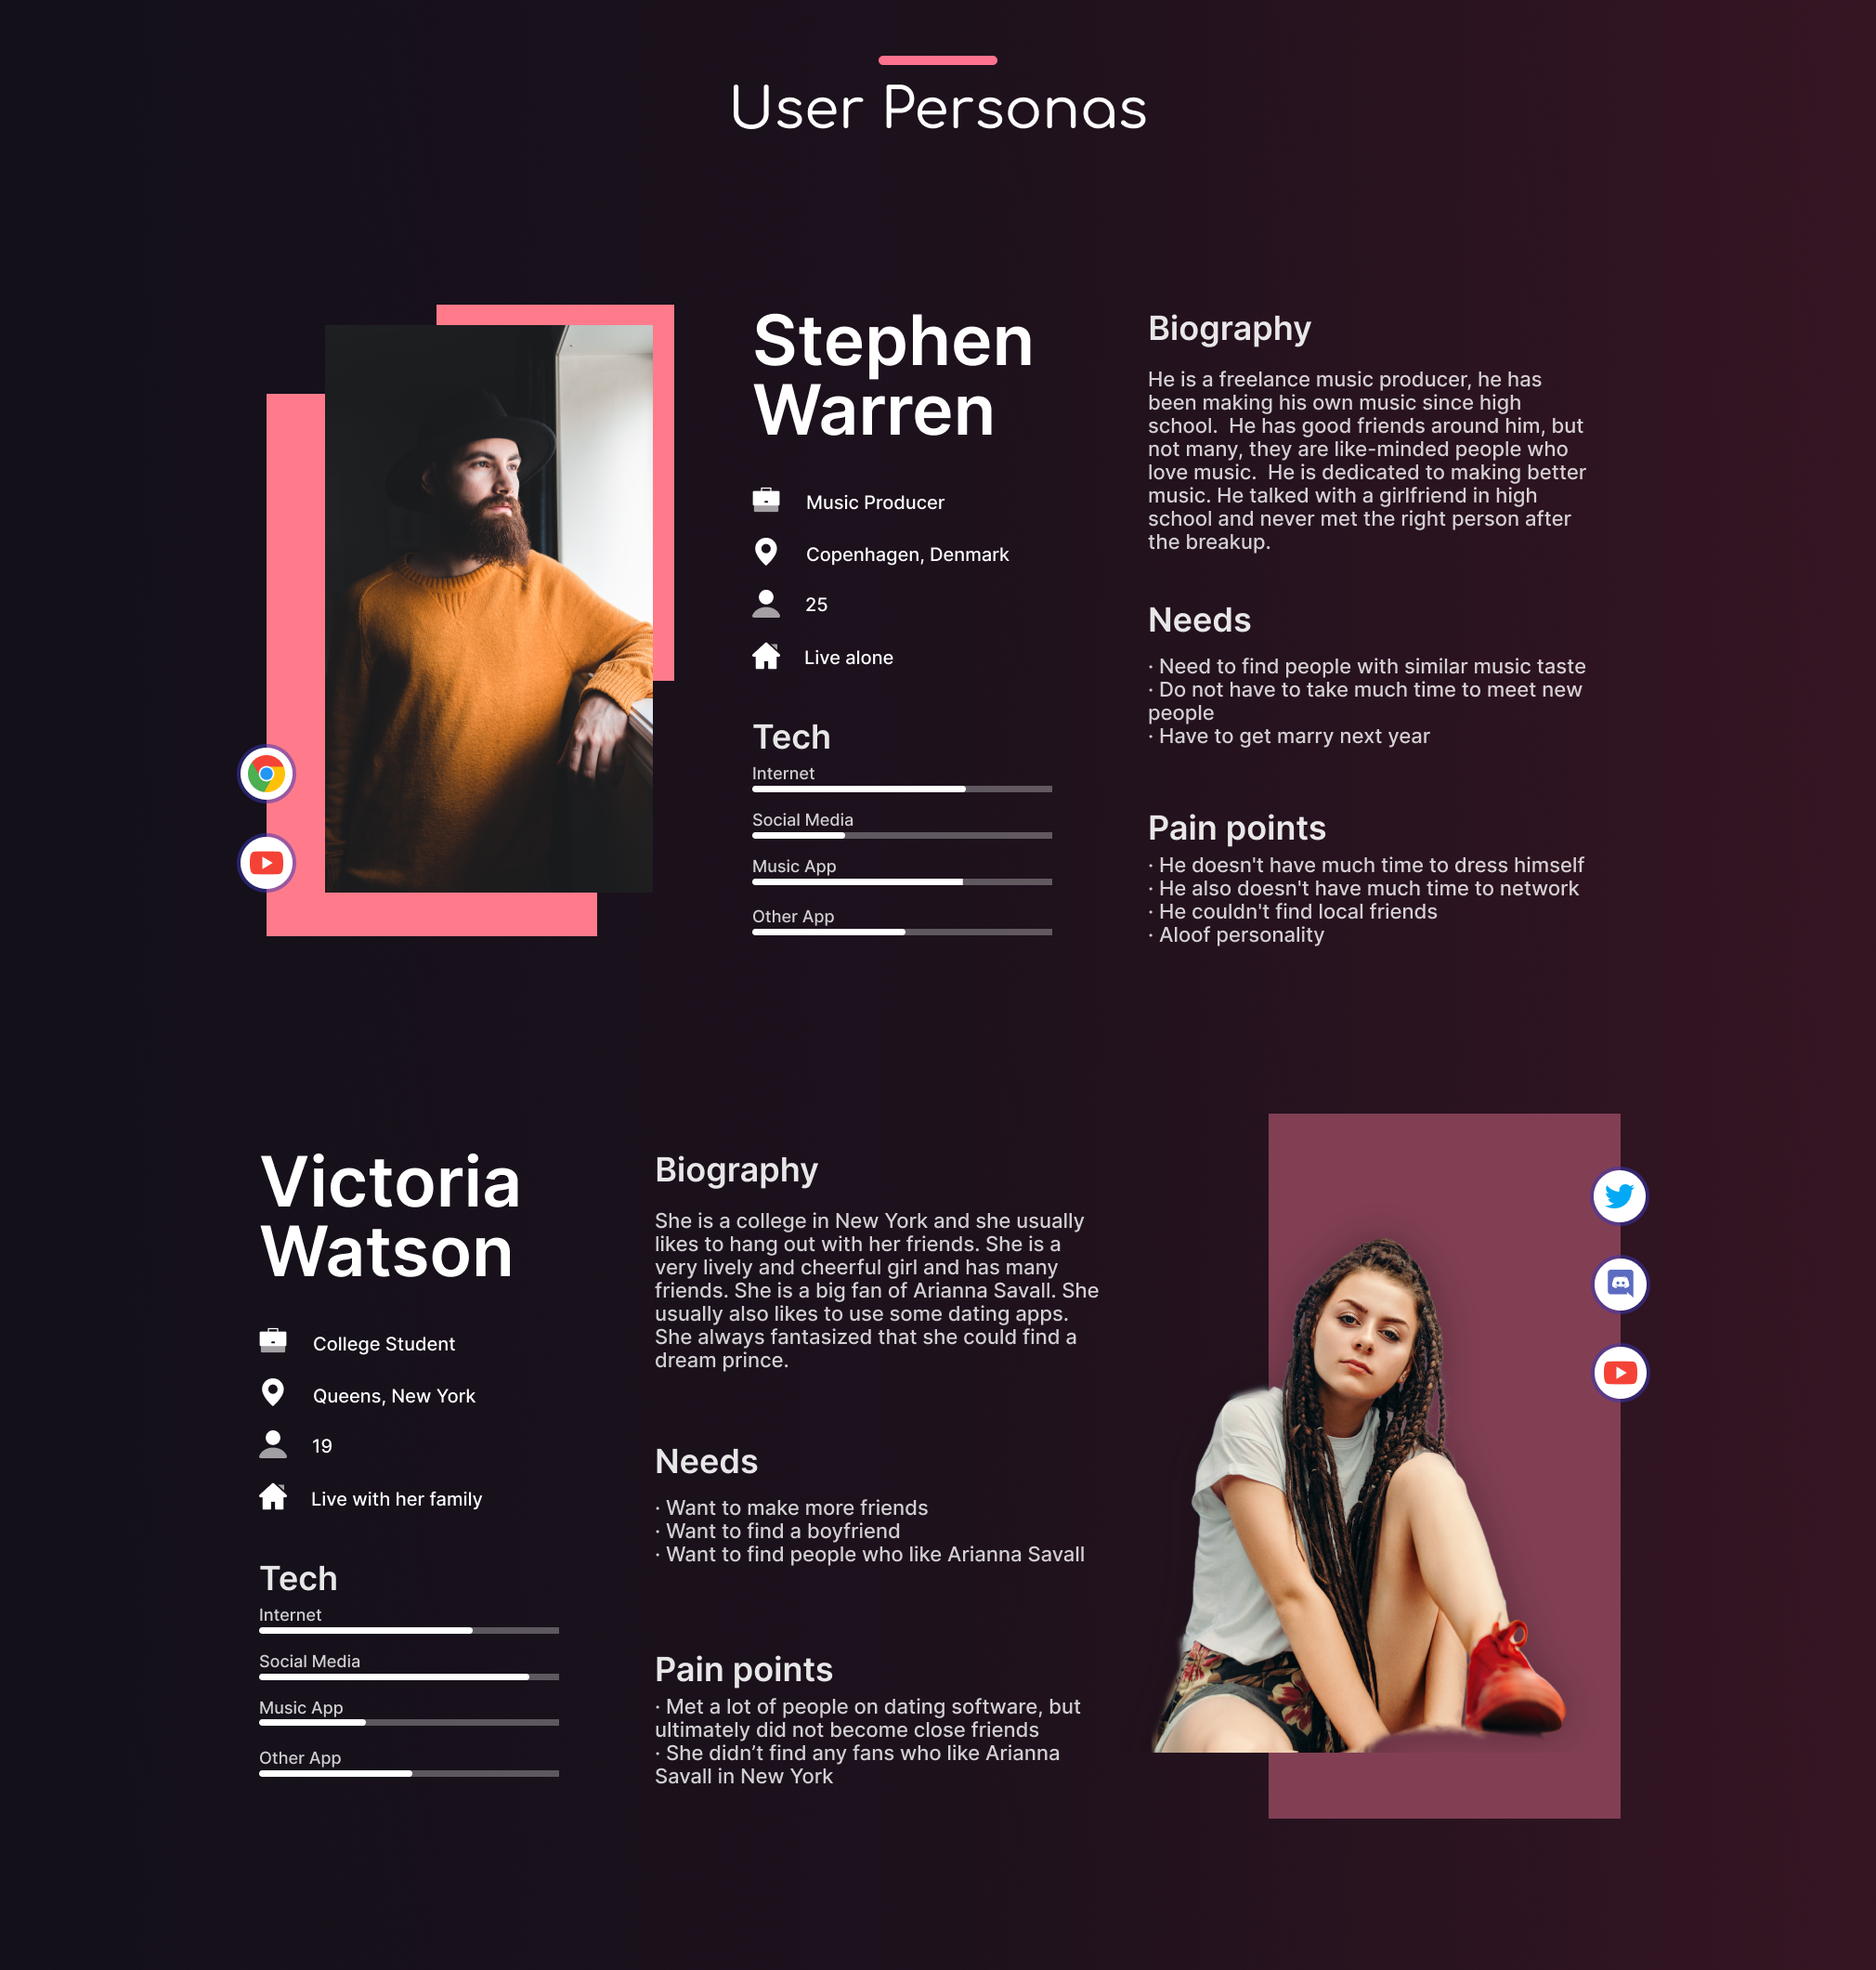 User Personas
Stephen
Warren
Music Producer
Copenhagen, Denmark
25
Live alone
Tech
Internet
Social Media
Music App
Other App
Biography
He is a freelance music producer, he has
been making his own music since high
school.  He has good friends around him, but
not many, they are like-minded people who
love music.  He is dedicated to making better
music. He talked with a girlfriend in high
school and never met the right person after
the breakup.
Needs
· Need to find people with similar music taste
· Do not have to take much time to meet new
people
· Have to get marry next year
Pain points
· He doesn't have much time to dress himself
· He also doesn't have much time to network
· He couldn't find local friends
· Aloof personality
Victoria
Watson
College Student
Queens, New York
19
Live with her family
Tech
Internet
Social Media
Music App
Other App
Biography
She is a college in New York and she usually
likes to hang out with her friends. She is a
very lively and cheerful girl and has many
friends. She is a big fan of Arianna Savall. She
usually also likes to use some dating apps.
She always fantasized that she could find a
dream prince.
Needs
· Want to make more friends
· Want to find a boyfriend
· Want to find people who like Arianna Savall
Pain points
· Met a lot of people on dating software, but
ultimately did not become close friends
· She didn’t find any fans who like Arianna
Savall in New York